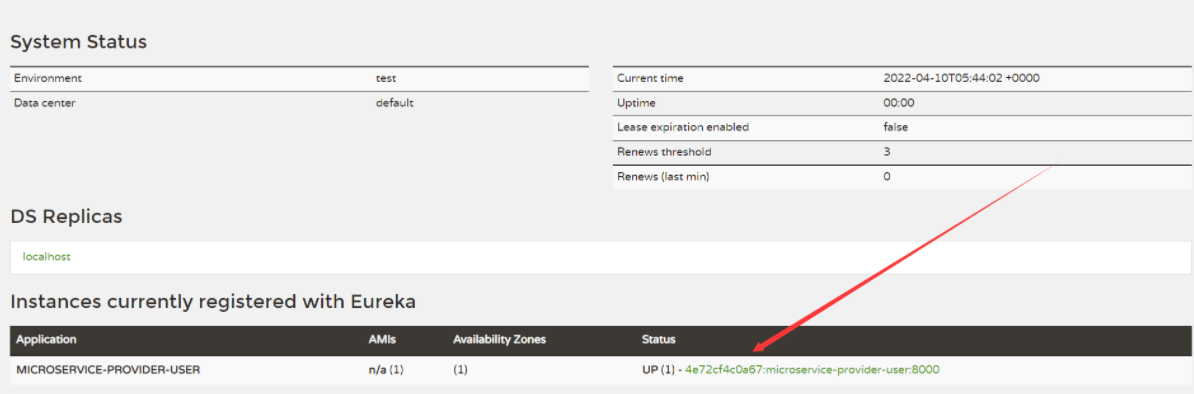 System Status
Environment test
Data center default
Current time 2022-04-10T05:44:02 +0000
Uptime 00:00
Lease expiration enabled false
Renews threshold 3
Renews (last min) 0
DS Replicas
localhost
Instances currently registered with Eureka
Application AMIs Availability Zones Status
MICROSERVICE-PROVIDER-USER n/a (1) (1) UP (1) - 4e72cf4c0a67:microservice-provider-user:8000